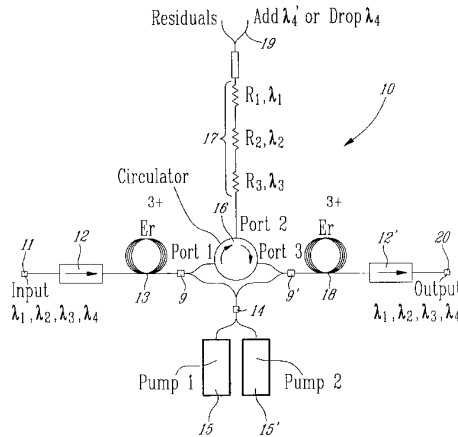 Residuals
Add λ4' or Drop λ4
19
R1, λ1
10
17
R2, λ2
R3, λ3
Circulator
16
3+
Er
Port 2
3+
Er
11
12
Port 1
Port 3
12'
20
Input
13
9
9'
18
Output
λ1, λ2, λ3, λ4
λ1, λ2, λ3, λ4
14
Pump 1
Pump 2
15
15'